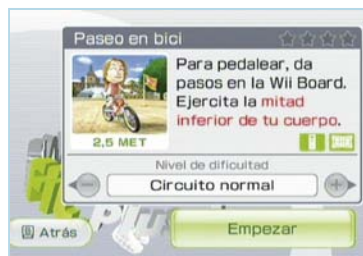 Paseo en bici
Para pedalear, da
pasos en la Wii Board.
Ejercita la mitad
inferior de tu cuerpo.
2,5 MET
Nivel de dificultad
Circuito normal
Atrás
Plus
Empezar